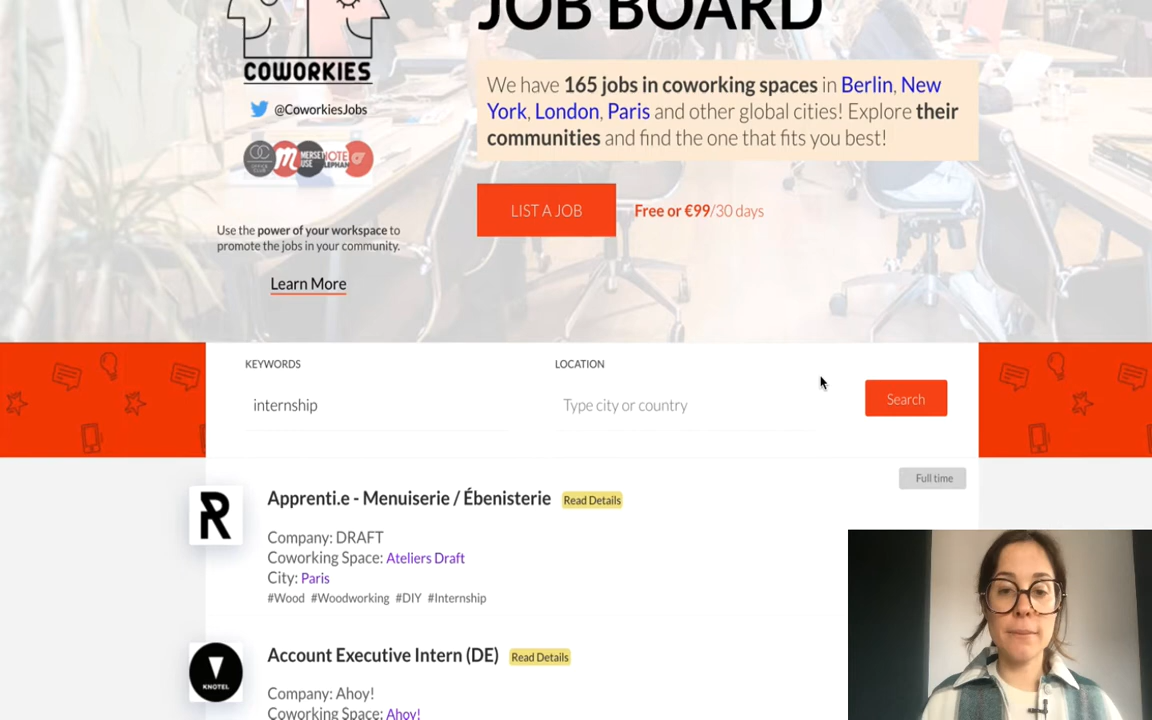 JOB BOARD
COWORKIES
@CoworkiesJobs
We have 165 jobs in coworking spaces in Berlin, New
York, London, Paris and other global cities! Explore their
communities and find the one that fits you best!
LIST A JOB
Free or €99/30 days
Use the power of your workspace to
promote the jobs in your community.
Learn More
KEYWORDS
LOCATION
internship
Type city or country
Search
Full time
Apprenti.e - Menuiserie / Ébenisterie Read Details
Company: DRAFT
Coworking Space: Ateliers Draft
City: Paris
#Wood #Woodworking #DIY #Internship
Account Executive Intern (DE) Read Details
KNOTEL
Company: Ahoy!
Coworking Space: Ahoy!